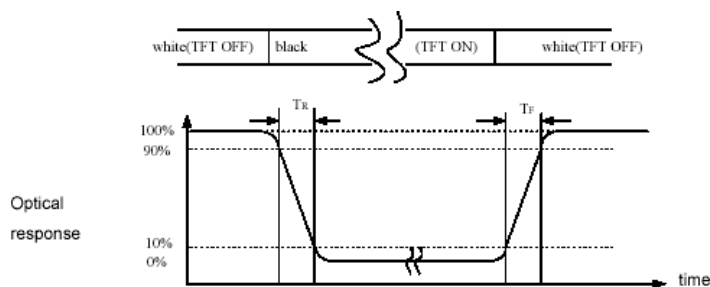 white(TFT OFF) black (TFT ON) white(TFT OFF)
TR TF
100%
90%
Optical
response
10%
0%
time